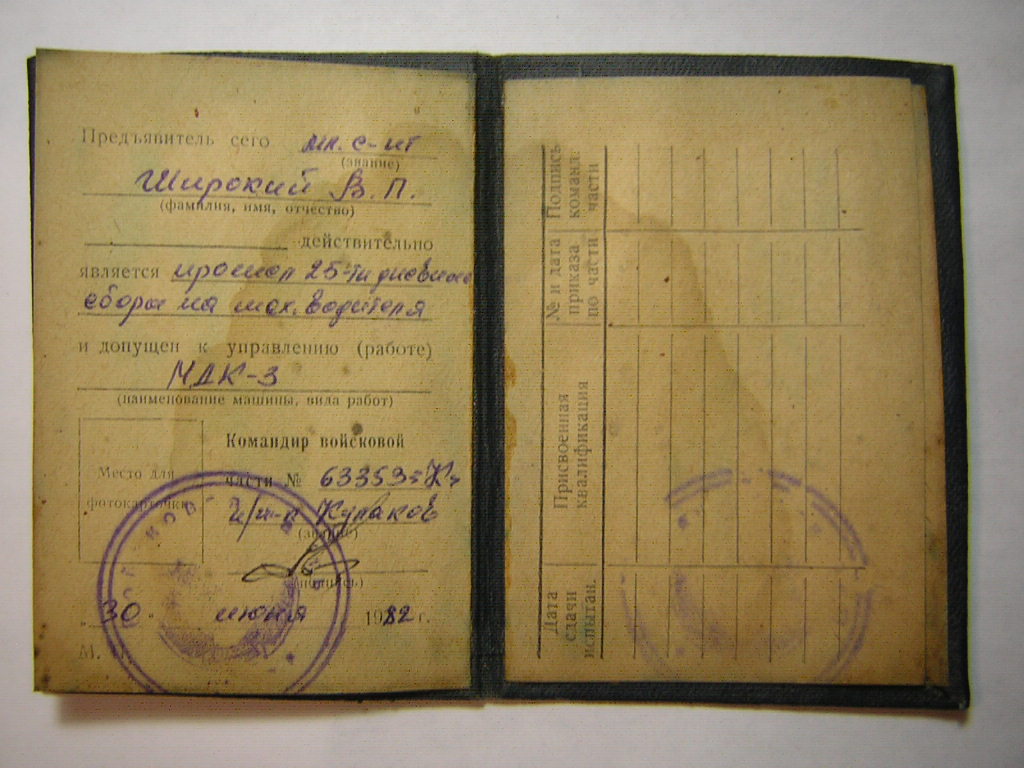 Предъявитель сего мл. с-нт
(звание)
Широкий В. П.
(фамилия, имя, отчество)
действительно
является прошел 25-ти дневные
сборы на мех. водителя
и допущен к управлению (работе)
МДК-3
(наименование машины, вида работ)
Место для
фотокарточки
Командир войсковой
части № 63353-К
п/п-к Кулаков
(звание)
(подпись)
30 июня 1982 г.
М. П.
Дата сдачи испытан.
Присвоенная квалификация
№ и дата приказа по части
Подпись команд. части